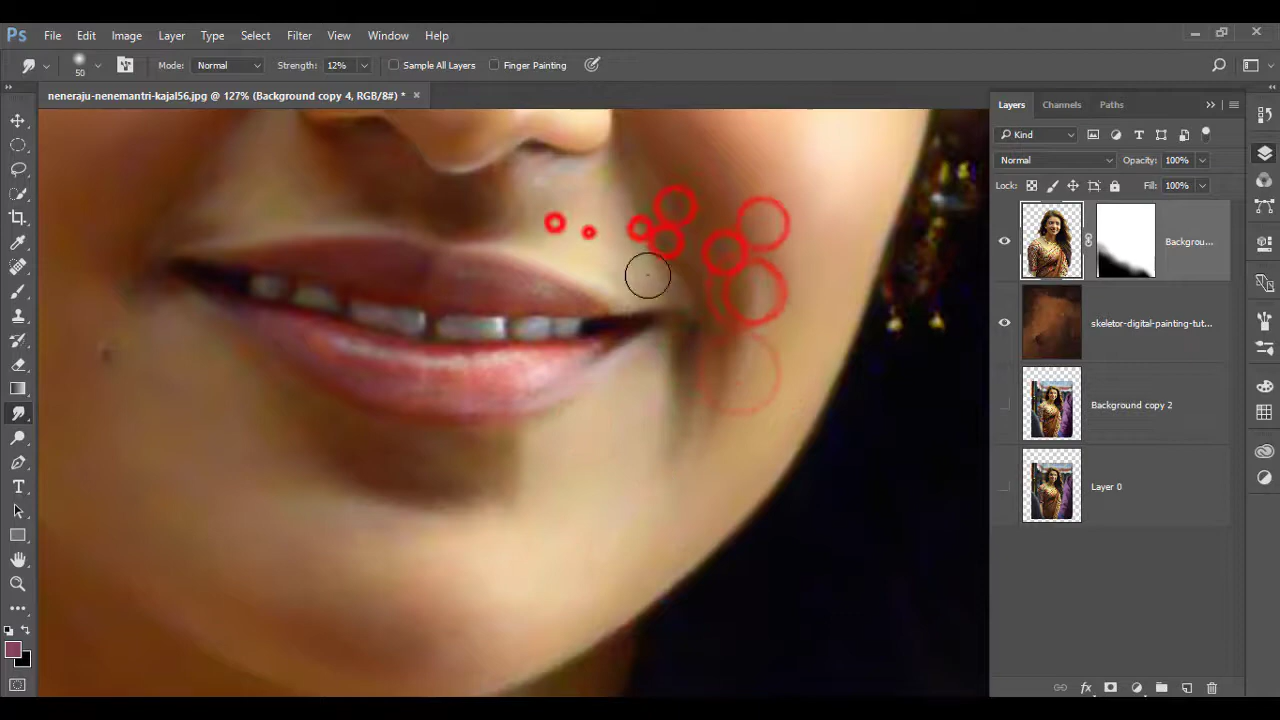 Ps File Edit Image Layer Type Select Filter View Window Help
50 Mode: Normal Strength: 12% Sample All Layers Finger Painting
neneraju-nenemantri-kajal56.jpg @ 127% (Background copy 4, RGB/8#) * ×
Layers Channels Paths
Kind
Normal Opacity: 100%
Lock: Fill: 100%
Backgrou...
skeletor-digital-painting-tut...
Background copy 2
Layer 0
fx